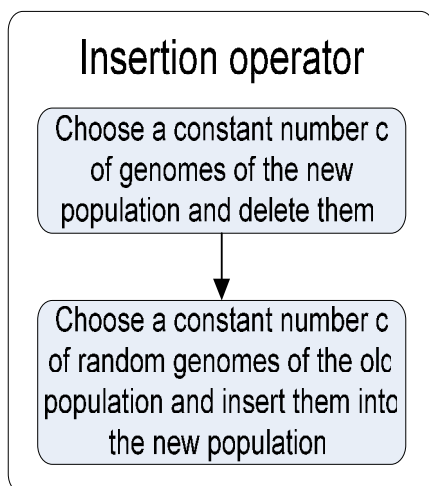 Insertion operator
Choose a constant number c
of genomes of the new
population and delete them
Choose a constant number c
of random genomes of the old
population and insert them into
the new population